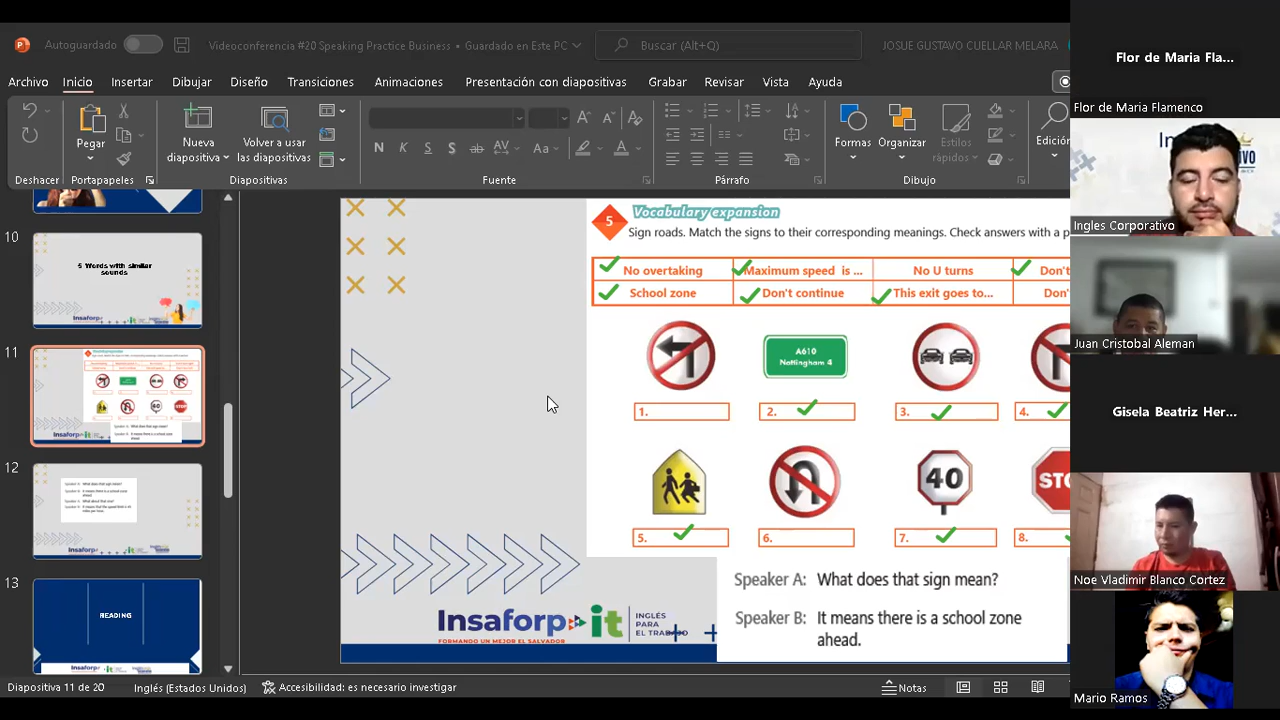 Autoguardado
Videoconferencia #20 Speaking Practice Business • Guardado en Este PC
Buscar (Alt+Q)
JOSUE GUSTAVO CUELLAR MELARA
Archivo Inicio Insertar Dibujar Diseño Transiciones Animaciones Presentación con diapositivas Grabar Revisar Vista Ayuda
Pegar
Nueva diapositiva
Volver a usar las diapositivas
Formas
Organizar
Estilos rápidos
Edición
Deshacer Portapapeles Diapositivas Fuente Párrafo Dibujo
10
5 Words with similar
sounds
11
12
13
READING
5
Vocabulary expansion
Sign roads. Match the signs to their corresponding meanings. Check answers with a p
No overtaking Maximum speed is ... No U turns Don't
School zone Don't continue This exit goes to... Don'
A610
Nottingham 4
1. 2. 3. 4.
40
STO
5. 6. 7. 8.
Speaker A: What does that sign mean?
Speaker B: It means there is a school zone
ahead.
Insaforp it
INGLÉS
PARA
EL TRABAJO
FORMANDO UN MEJOR EL SALVADOR
Diapositiva 11 de 20 Inglés (Estados Unidos) Accesibilidad: es necesario investigar Notas
Flor de Maria Fla...
Flor de Maria Flamenco
Ingles Corporativo
Juan Cristobal Aleman
Gisela Beatriz Her...
Noe Vladimir Blanco Cortez
Mario Ramos